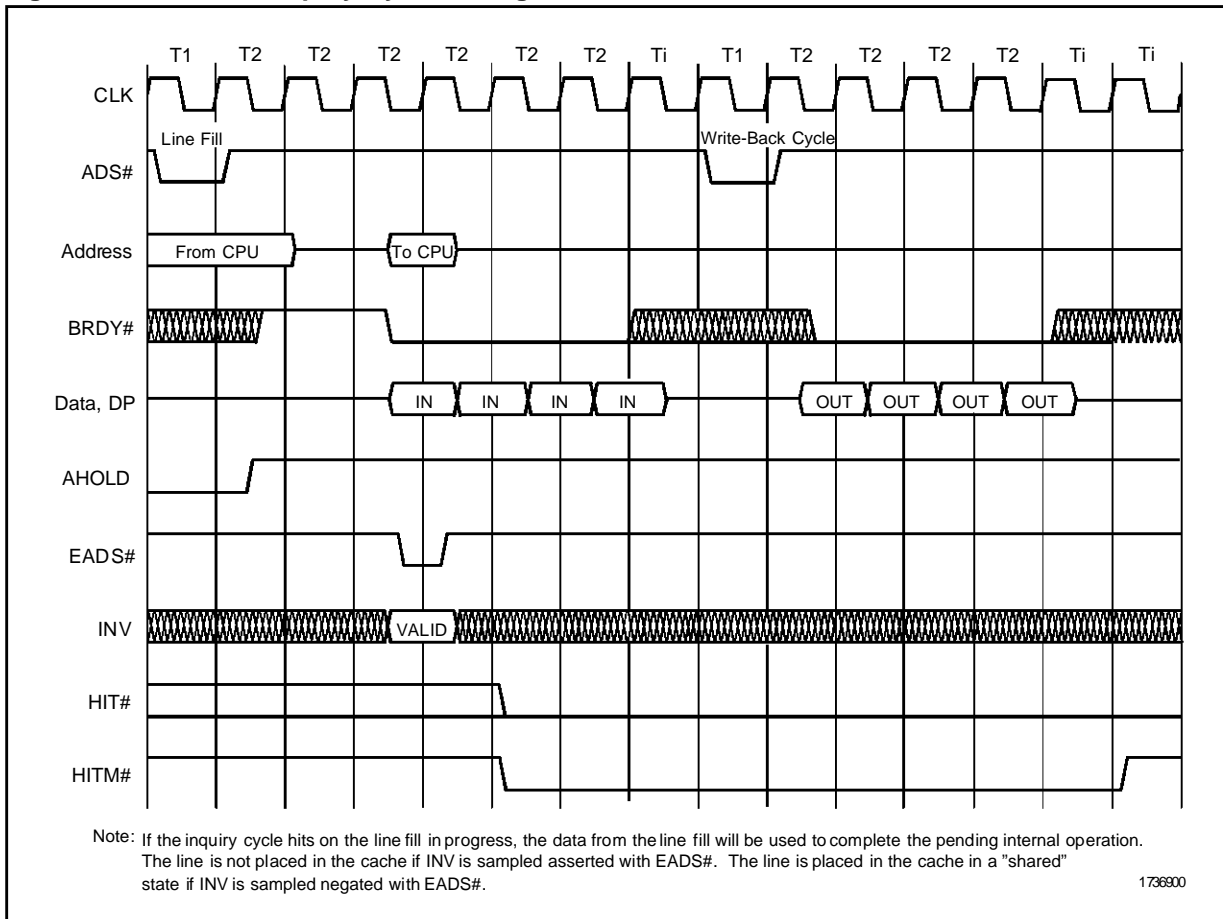 T1 T2 T2 T2 T2 T2 T2 Ti T1 T2 T2 T2 T2 Ti Ti
CLK
Line Fill
Write-Back Cycle
ADS#
Address
From CPU
To CPU
BRDY#
Data, DP
IN IN IN IN OUT OUT OUT OUT
AHOLD
EADS#
INV
VALID
HIT#
HITM#
Note: If the inquiry cycle hits on the line fill in progress, the data from the line fill will be used to complete the pending internal operation.
The line is not placed in the cache if INV is sampled asserted with EADS#. The line is placed in the cache in a "shared"
state if INV is sampled negated with EADS#.
1736900